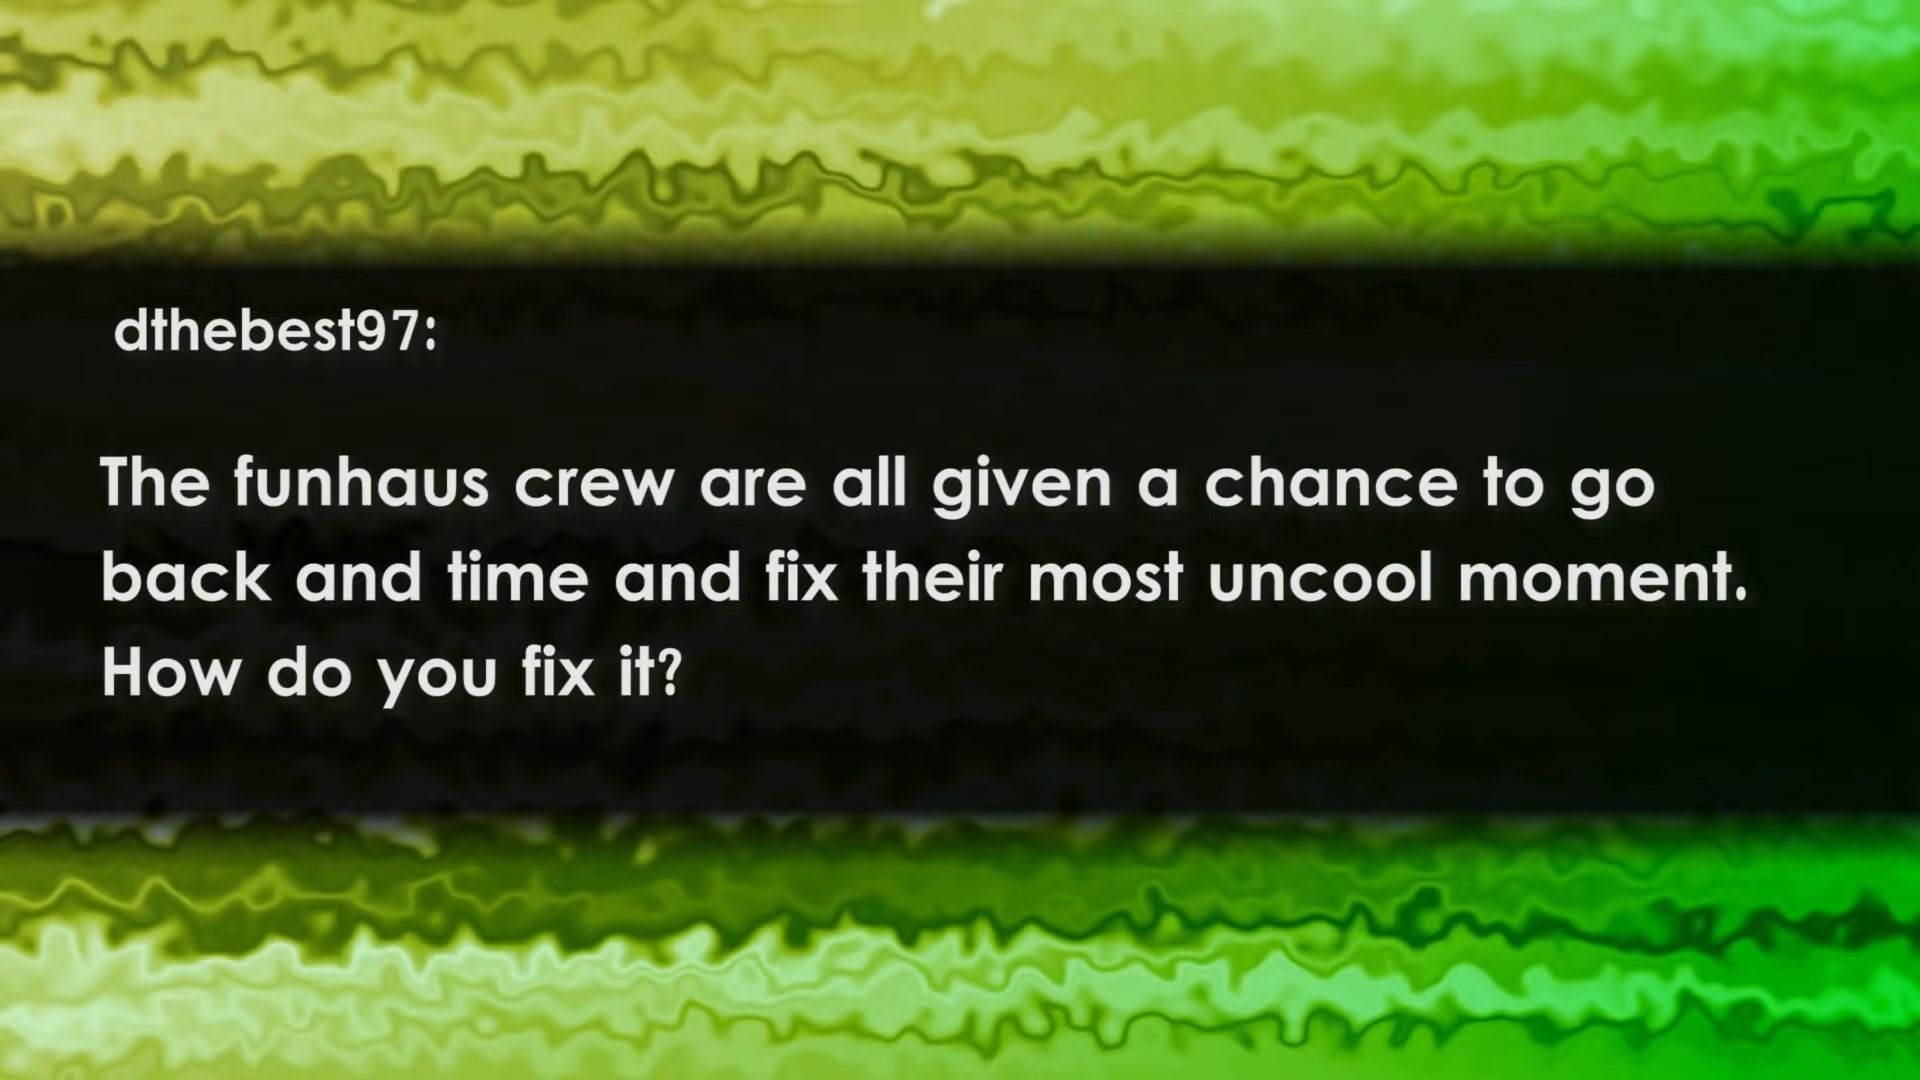 dthebest97:
The funhaus crew are all given a chance to go
back and time and fix their most uncool moment.
How do you fix it?